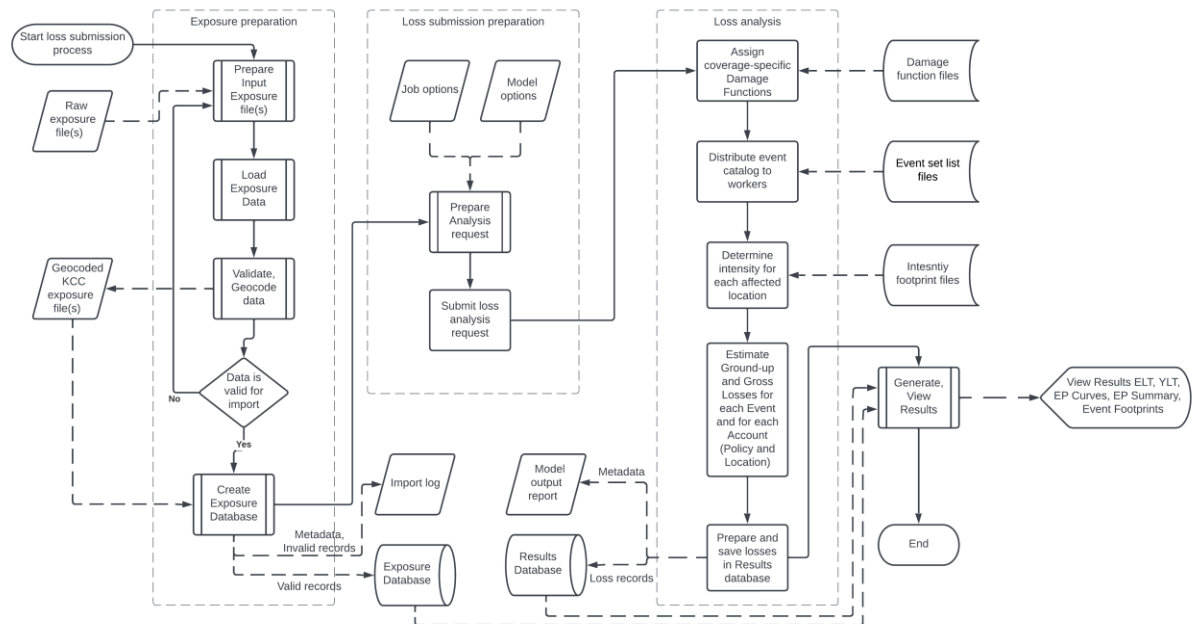 Exposure preparation
Loss submission preparation
Loss analysis
Start loss submission
process
Prepare
Input
Exposure
file(s)
Raw
exposure
file(s)
Load
Exposure
Data
Validate,
Geocode
data
Geocoded
KCC
exposure
file(s)
Data is
valid for
import
No
Yes
Create
Exposure
Database
Metadata,
Invalid records
Valid records
Import log
Exposure
Database
Job options
Model
options
Prepare
Analysis
request
Submit loss
analysis
request
Assign
coverage-specific
Damage
Functions
Damage
function files
Distribute event
catalog to
workers
Event set list
files
Determine
intensity for
each affected
location
Intesntiy
footprint files
Estimate
Ground-up
and Gross
Losses for
each Event
and for each
Account
(Policy and
Location)
Prepare and
save losses
in Results
database
Metadata
Model
output
report
Results
Database
Loss records
Generate,
View
Results
View Results ELT, YLT,
EP Curves, EP Summary,
Event Footprints
End